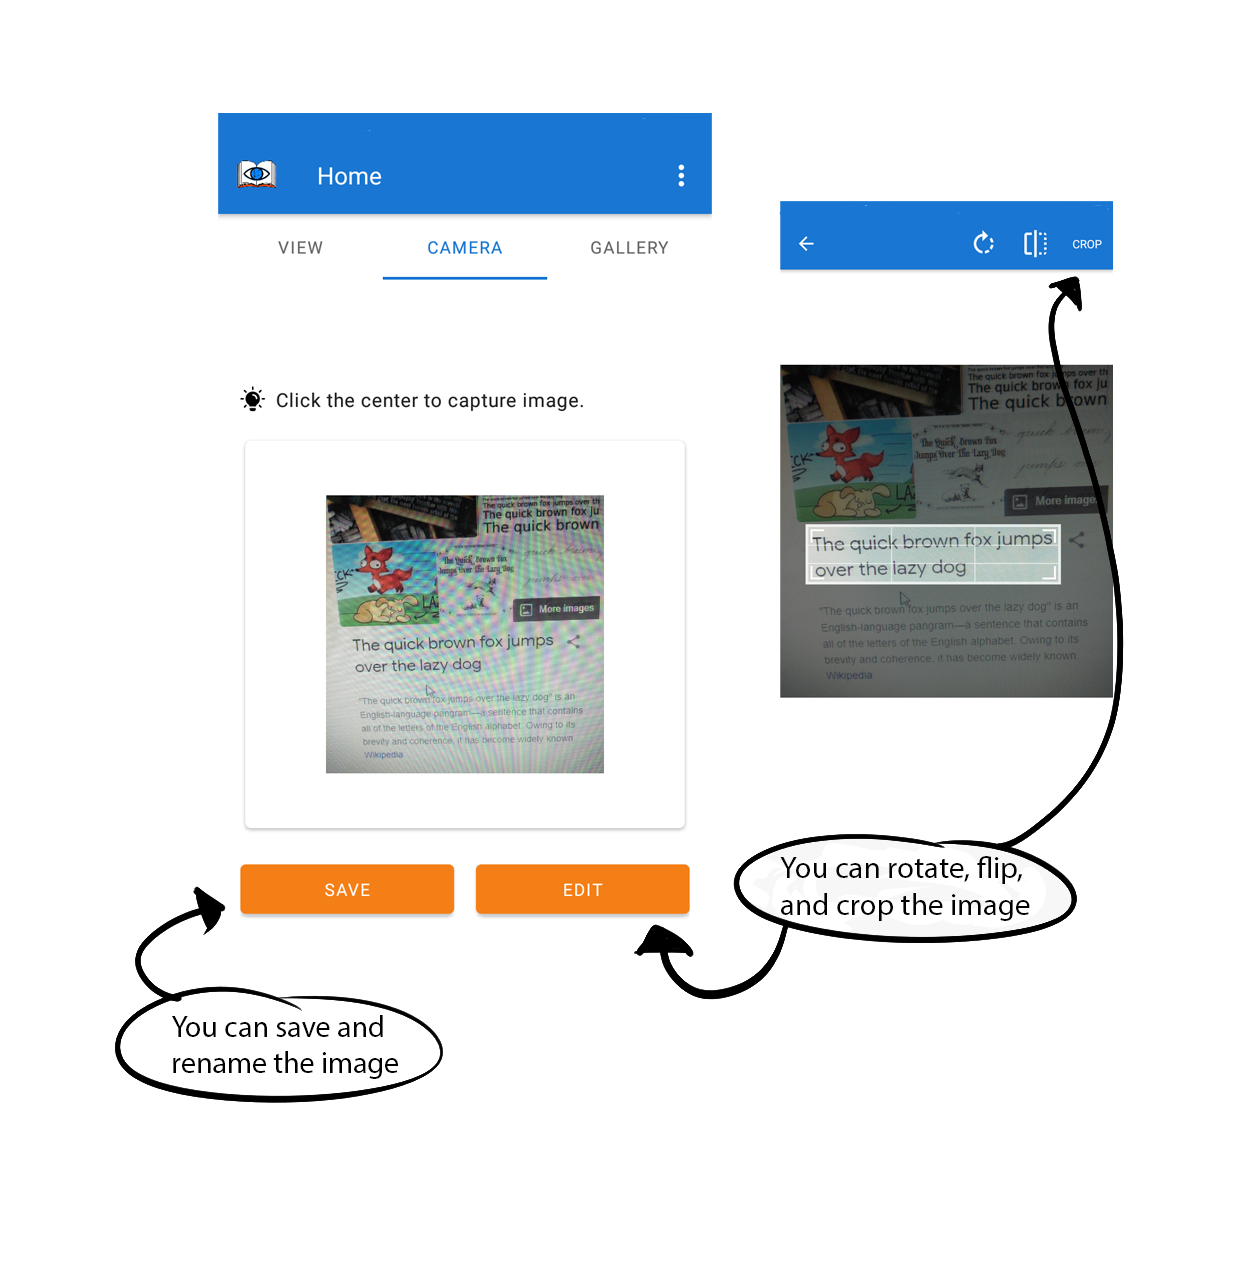 Home
VIEW
CAMERA
GALLERY
Click the center to capture image.
The quick brown fox ju
The quick brown
The Quick Brown Fox
Jumps Over The Lazy Dog
quick brown
CK
LA
More images
The quick brown fox jumps
over the lazy dog
"The quick brown fox jumps over the lazy dog" is an
English-language pangram—a sentence that contains
all of the letters of the English alphabet. Owing to its
brevity and coherence, it has become widely known
Wikipedia
SAVE
EDIT
You can save and
rename the image
CROP
The quick brown fox jumps over th
The quick brown fox ju
The quick brown
The Quick Brown Fox
Jumps Over The Lazy Dog
quick brown
jumps ove
CK
LA
More image
The quick brown fox jumps
over the lazy dog
"The quick brown fox jumps over the lazy dog" is an
English-language pangram—a sentence that contains
all of the letters of the English alphabet. Owing to its
brevity and coherence, it has become widely known
Wikipedia
You can rotate, flip,
and crop the image